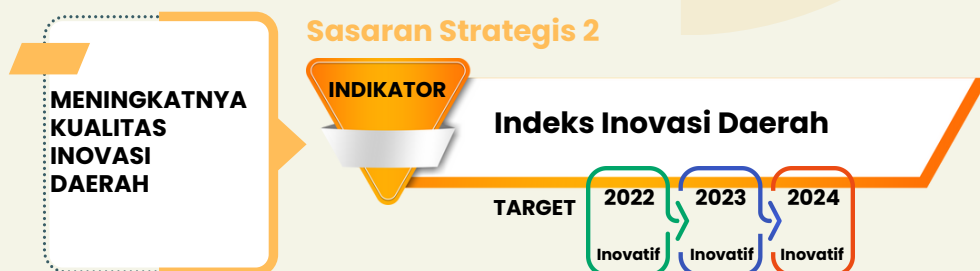 Sasaran Strategis 2
MENINGKATNYA
KUALITAS
INOVASI
DAERAH
INDIKATOR
Indeks Inovasi Daerah
TARGET
2022
2023
2024
Inovatif
Inovatif
Inovatif